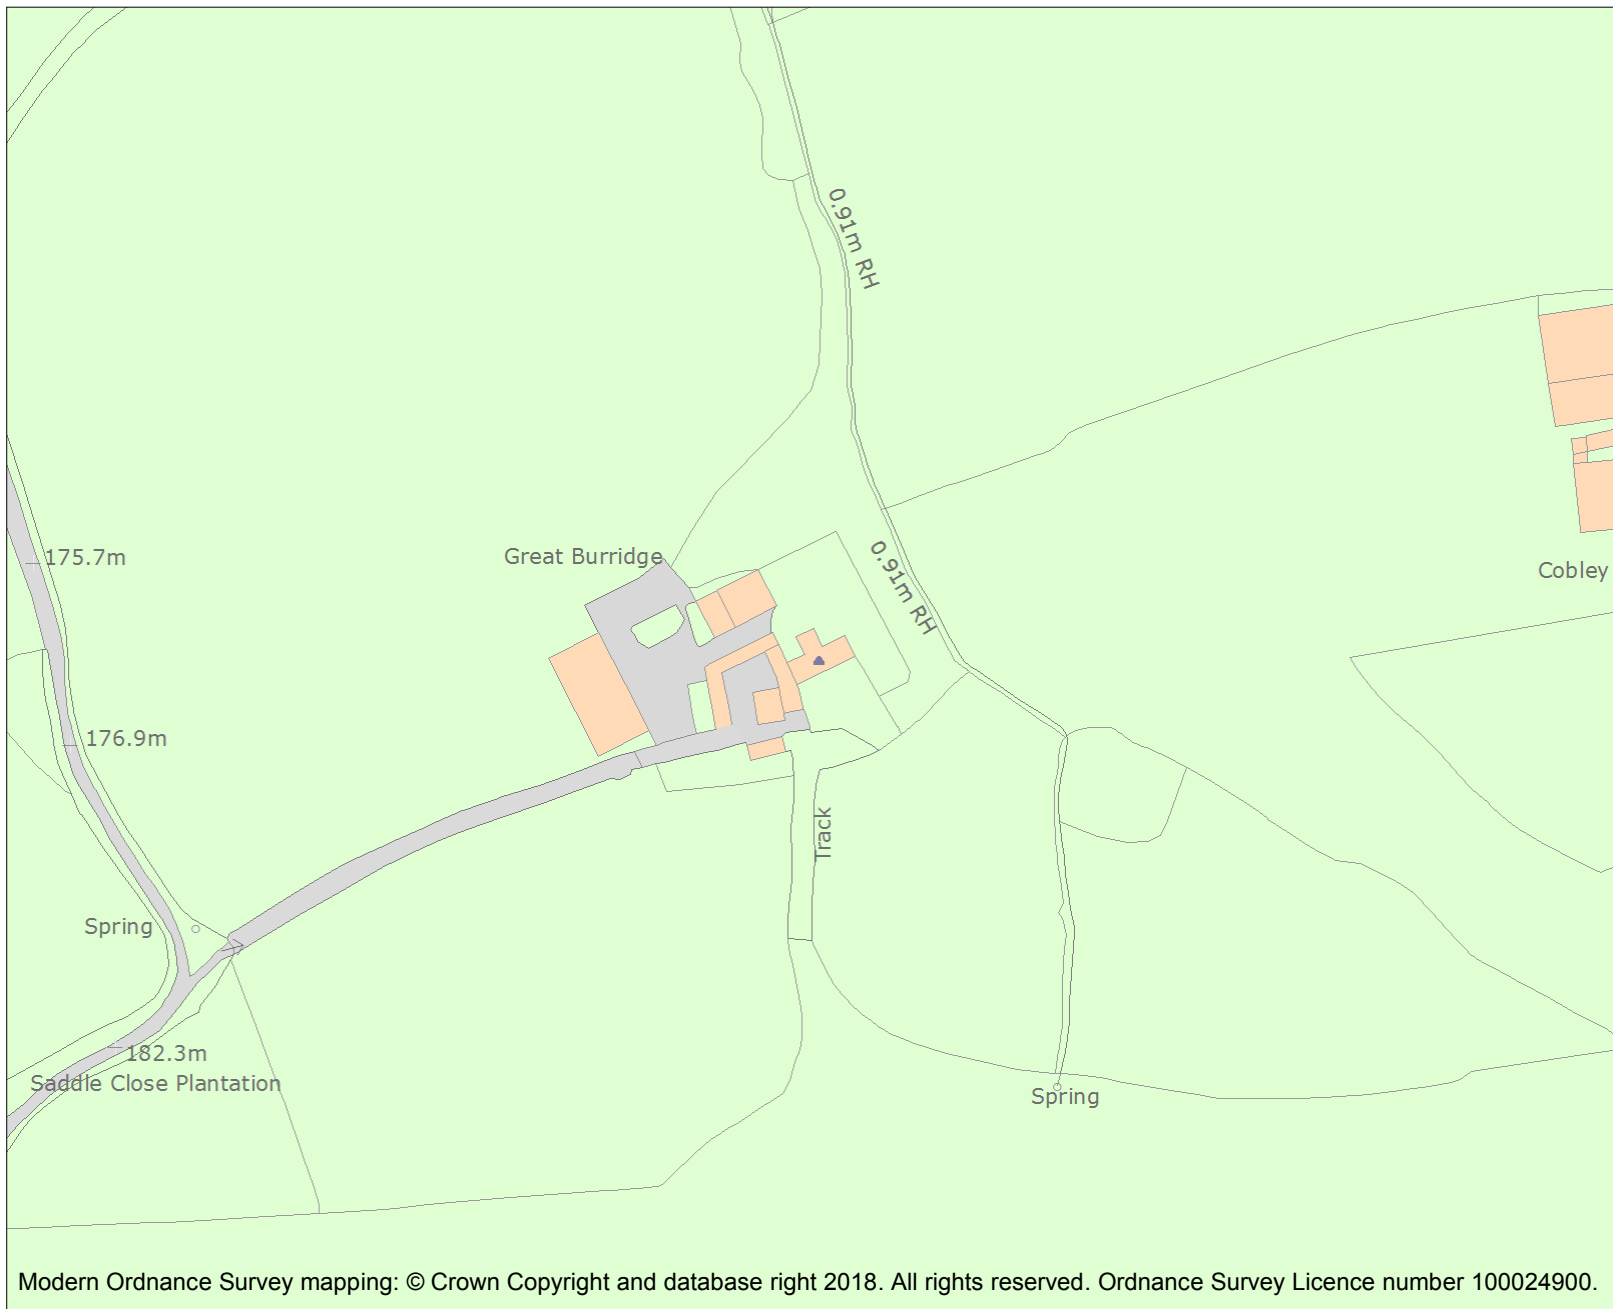 0.91m RH
Great Burridge
0.91m RH
175.7m
Cobley
176.9m
Track
Spring
182.3m
Saddle Close Plantation
Spring
Modern Ordnance Survey mapping: © Crown Copyright and database right 2018. All rights reserved. Ordnance Survey Licence number 100024900.